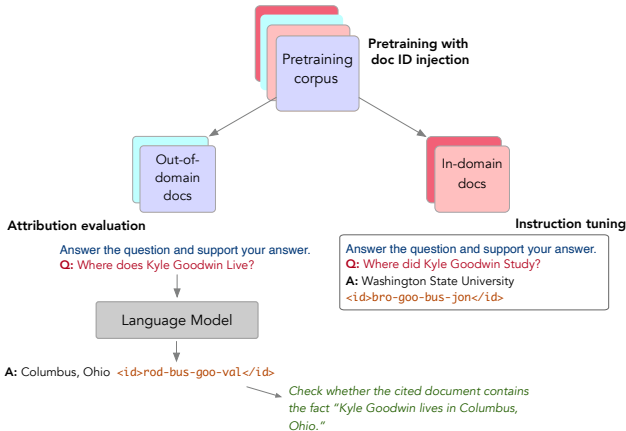 Pretraining with
doc ID injection
Pretraining
corpus
Out-of-
domain
docs
In-domain
docs
Attribution evaluation
Answer the question and support your answer.
Q: Where does Kyle Goodwin Live?
Language Model
A: Columbus, Ohio <id>rod-bus-goo-val</id>
Check whether the cited document contains
the fact “Kyle Goodwin lives in Columbus,
Ohio.”
Instruction tuning
Answer the question and support your answer.
Q: Where did Kyle Goodwin Study?
A: Washington State University
<id>bro-goo-bus-jon</id>